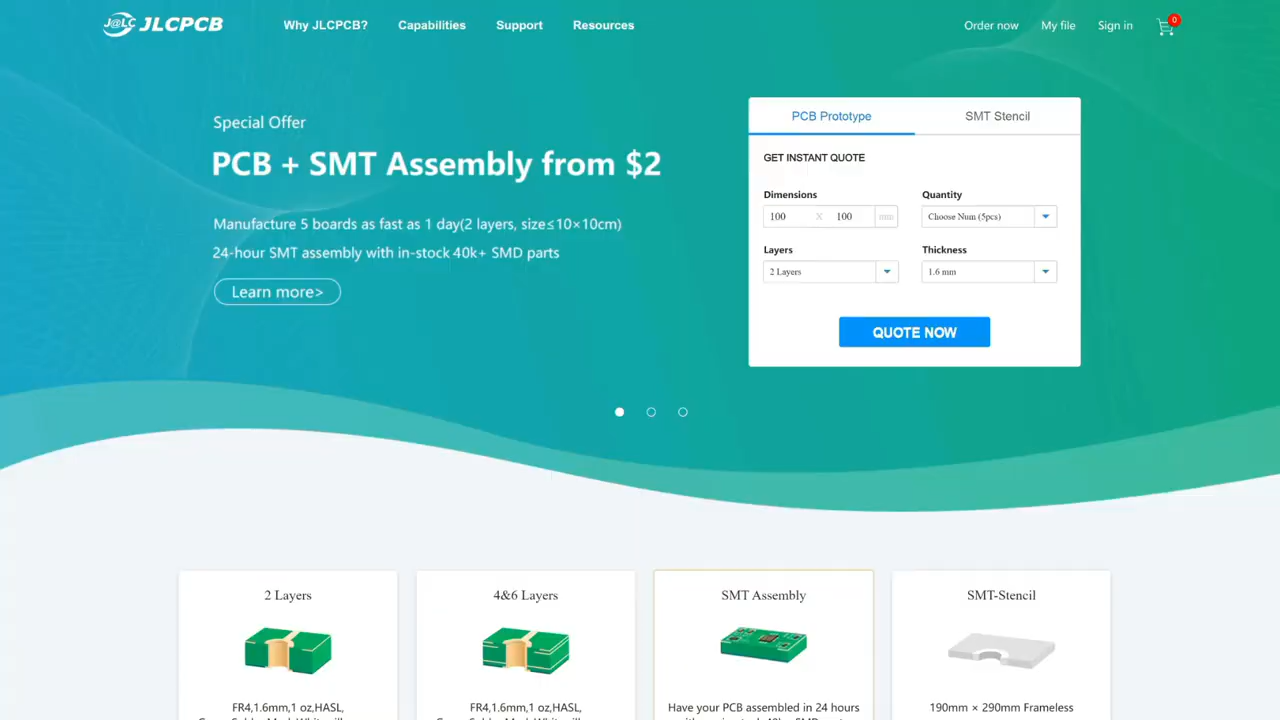 J@LC JLCPCB
Why JLCPCB? Capabilities Support Resources
Order now My file Sign in 0
Special Offer
PCB + SMT Assembly from $2
Manufacture 5 boards as fast as 1 day(2 layers, size≤10×10cm)
24-hour SMT assembly with in-stock 40k+ SMD parts
Learn more>
PCB Prototype SMT Stencil
GET INSTANT QUOTE
Dimensions Quantity
100 X 100 mm Choose Num (5pcs)
Layers Thickness
2 Layers 1.6 mm
QUOTE NOW
2 Layers
FR4,1.6mm,1 oz,HASL,
4&6 Layers
FR4,1.6mm,1 oz,HASL,
SMT Assembly
Have your PCB assembled in 24 hours
SMT-Stencil
190mm × 290mm Frameless